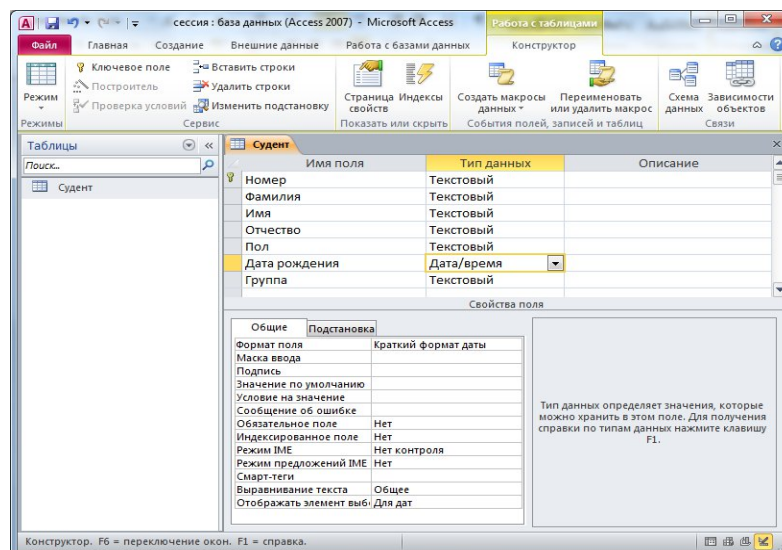 сессия : база данных (Access 2007) - Microsoft Access
Работа с таблицами
Файл Главная Создание Внешние данные Работа с базами данных Конструктор
Режим
Режимы
Ключевое поле
Построитель
Проверка условий
Вставить строки
Удалить строки
Изменить подстановку
Сервис
Страница свойств
Индексы
Показать или скрыть
Создать макросы данных
Переименовать или удалить макрос
События полей, записей и таблиц
Схема данных
Зависимости объектов
Связи
Таблицы
Поиск...
Судент
Судент
Имя поля Тип данных Описание
Номер Текстовый
Фамилия Текстовый
Имя Текстовый
Отчество Текстовый
Пол Текстовый
Дата рождения Дата/время
Группа Текстовый
Свойства поля
Общие Подстановка
Формат поля Краткий формат даты
Маска ввода
Подпись
Значение по умолчанию
Условие на значение
Сообщение об ошибке
Обязательное поле Нет
Индексированное поле Нет
Режим IME Нет контроля
Режим предложений IME Нет
Смарт-теги
Выравнивание текста Общее
Отображать элемент выб Для дат
Тип данных определяет значения, которые
можно хранить в этом поле. Для получения
справки по типам данных нажмите клавишу
F1.
Конструктор. F6 = переключение окон. F1 = справка.